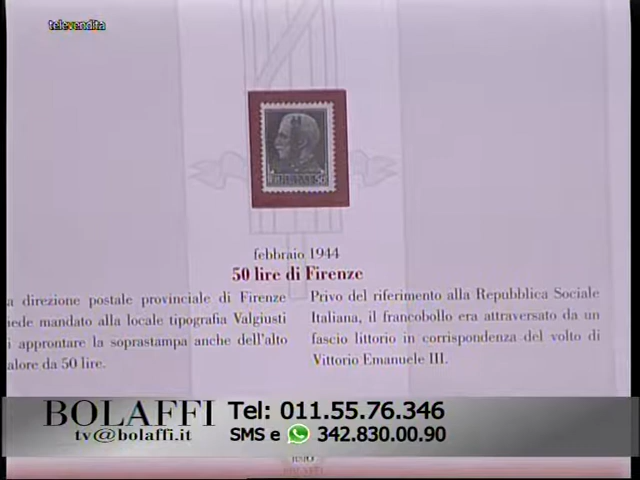 televendita
febbraio 1944
50 lire di Firenze
a direzione postale provinciale di Firenze
iede mandato alla locale tipografia Valgiusti
i approntare la soprastampa anche dell'alto
alore da 50 lire.
Privo del riferimento alla Repubblica Sociale
Italiana, il francobollo era attraversato da un
fascio littorio in corrispondenza del volto di
Vittorio Emanuele III.
BOLAFFI
tv@bolaffi.it
Tel: 011.55.76.346
SMS e 342.830.00.90